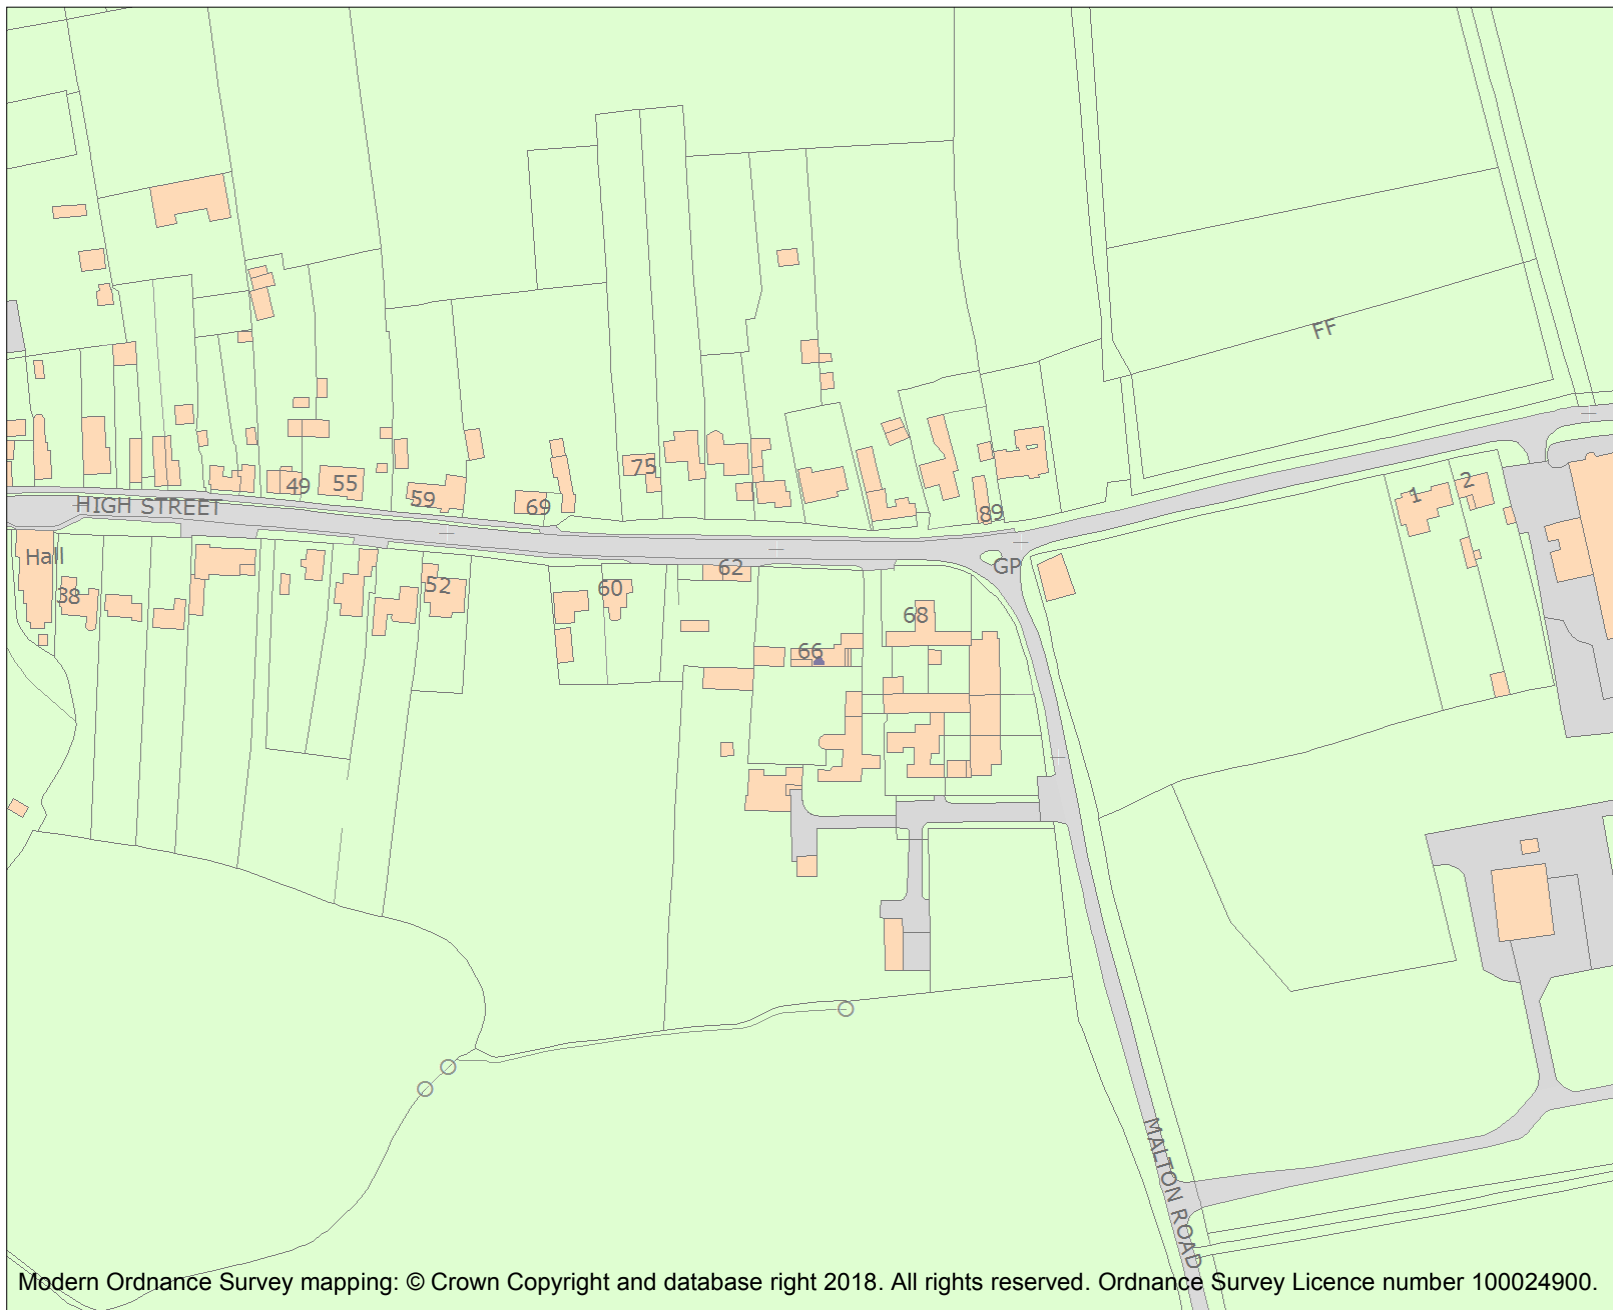 FF
75
49
55
59
69
89
1
2
HIGH STREET
Hall
38
52
60
62
GP
68
66
MALTON ROAD
Modern Ordnance Survey mapping: © Crown Copyright and database right 2018. All rights reserved. Ordnance Survey Licence number 100024900.